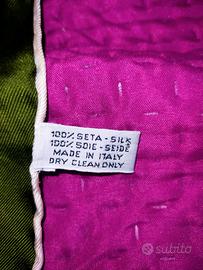 100% SETA - SILK
100% SOIE - SEIDE
MADE IN ITALY
DRY CLEAN ONLY
subito